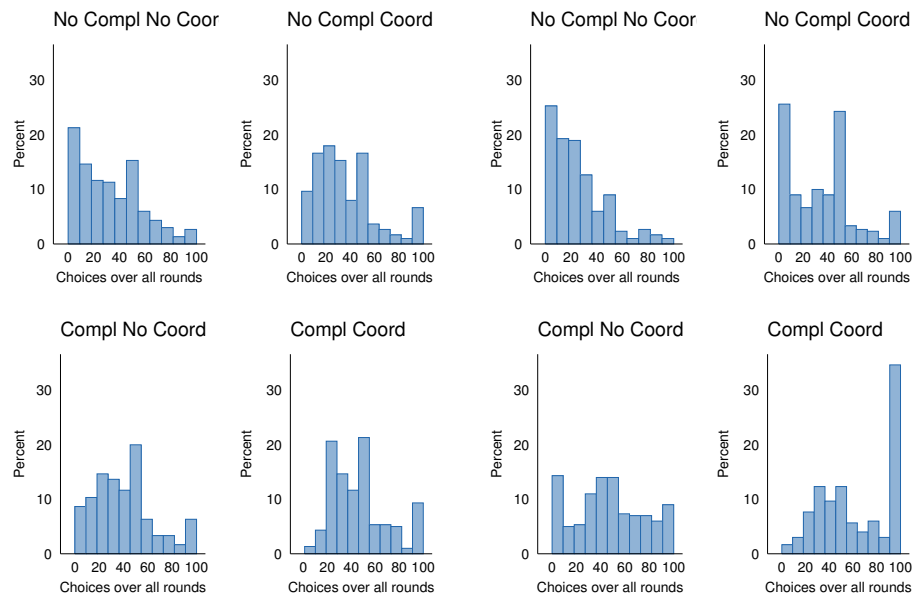 No Compl No Coor
No Compl Coord
No Compl No Coor
No Compl Coord
30
20
10
0
Percent
0 20 40 60 80 100
Choices over all rounds
30
20
10
0
Percent
0 20 40 60 80 100
Choices over all rounds
30
20
10
0
Percent
0 20 40 60 80 100
Choices over all rounds
30
20
10
0
Percent
0 20 40 60 80 100
Choices over all rounds
Compl No Coord
Compl Coord
Compl No Coord
Compl Coord
30
20
10
0
Percent
0 20 40 60 80 100
Choices over all rounds
30
20
10
0
Percent
0 20 40 60 80 100
Choices over all rounds
30
20
10
0
Percent
0 20 40 60 80 100
Choices over all rounds
30
20
10
0
Percent
0 20 40 60 80 100
Choices over all rounds